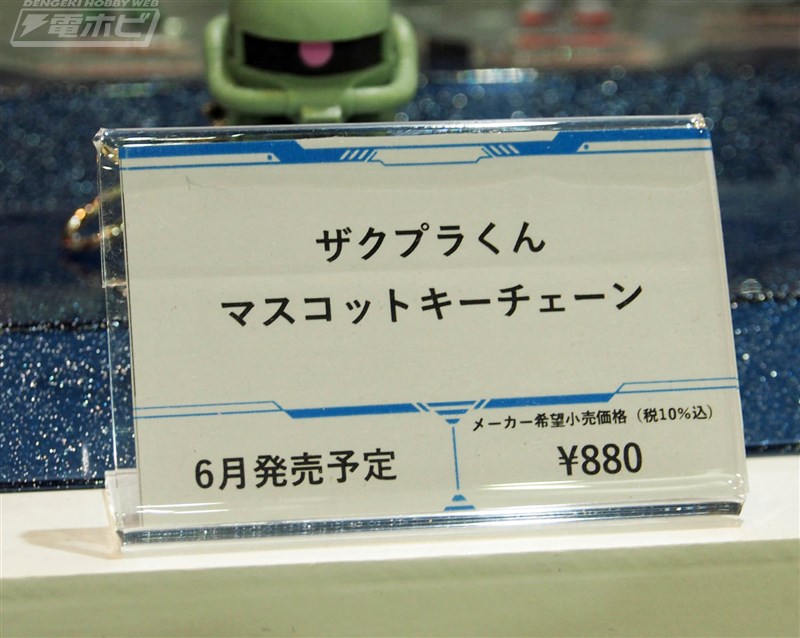 DENGEKI HOBBY WEB
電ホビ
ザクプラくん
マスコットキーチェーン
メーカー希望小売価格（税10%込）
6月発売予定
¥880